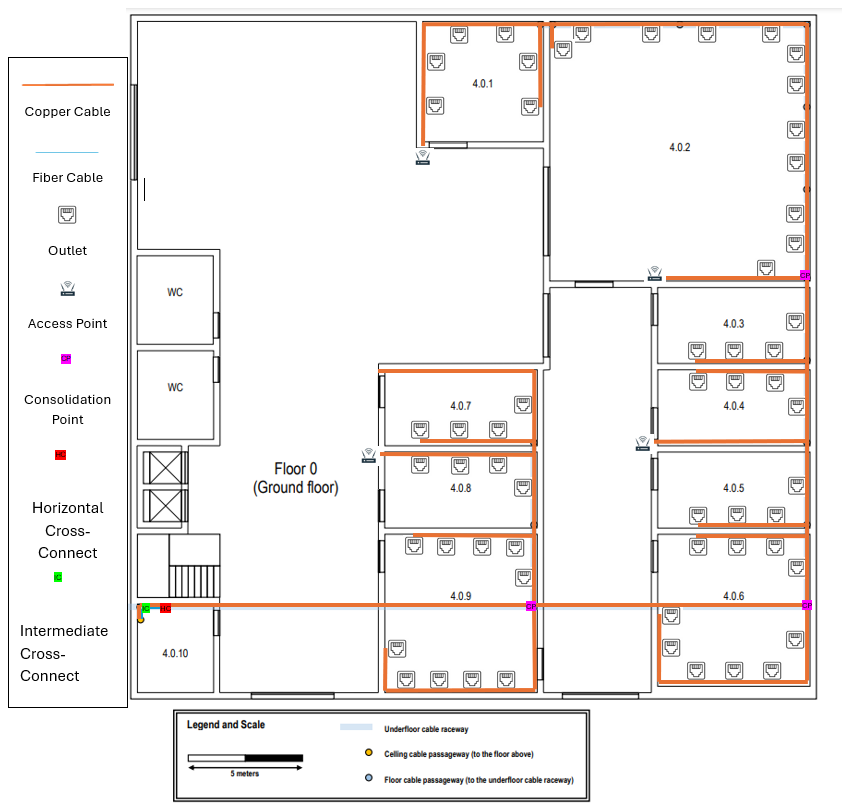 Copper Cable
Fiber Cable
Outlet
Access Point
CP
Consolidation
Point
HC
Horizontal
Cross-
Connect
IC
Intermediate
Cross-
Connect
4.0.1
4.0.2
WC
CP
4.0.3
WC
4.0.7
4.0.4
Floor 0
(Ground floor)
4.0.8
4.0.5
4.0.9
4.0.6
IC
HC
CP
CP
4.0.10
Legend and Scale
5 meters
Underfloor cable raceway
Celling cable passageway (to the floor above)
Floor cable passageway (to the underfloor cable raceway)